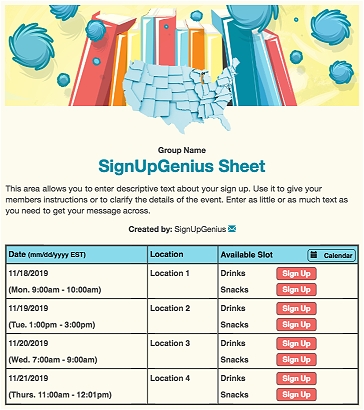 Group Name
SignUpGenius Sheet
This area allows you to enter descriptive text about your sign up. Use it to give your
members instructions or to clarify the details of the event. Enter as little or as much text as
you need to get your message across.
Created by: SignUpGenius
Date (mm/dd/yyyy EST) Location Available Slot Calendar
11/18/2019 Location 1 Drinks Sign Up
(Mon. 9:00am - 10:00am) Snacks Sign Up
11/19/2019 Location 2 Drinks Sign Up
(Tue. 1:00pm - 3:00pm) Snacks Sign Up
11/20/2019 Location 3 Drinks Sign Up
(Wed. 7:00am - 9:00am) Snacks Sign Up
11/21/2019 Location 4 Drinks Sign Up
(Thurs. 11:00am - 12:01pm) Snacks Sign Up